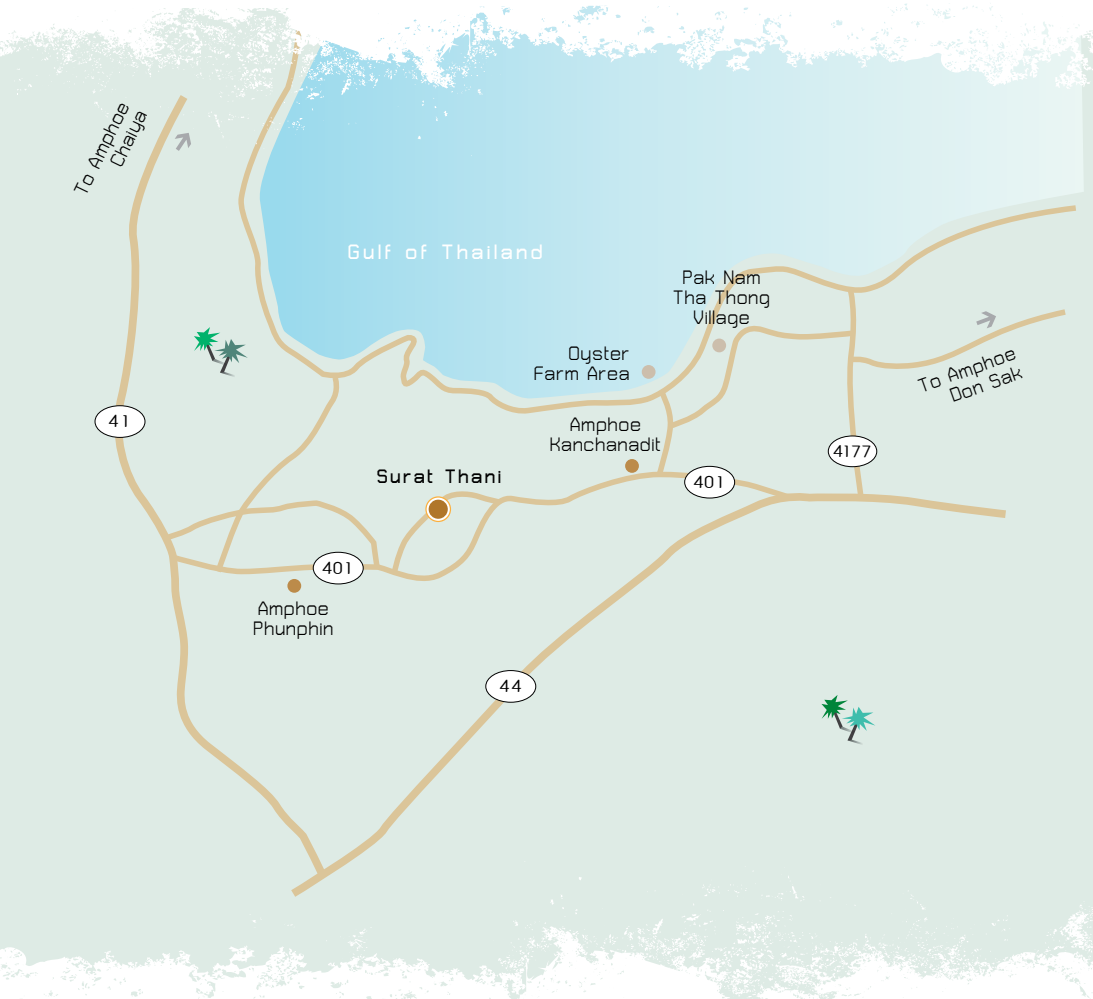 To Amphoe
Chaiya
Gulf of Thailand
Pak Nam
Tha Thong
Village
Oyster
Farm Area
To Amphoe
Don Sak
41
Amphoe
Kanchanadit
4177
Surat Thani
401
401
Amphoe
Phunphin
44